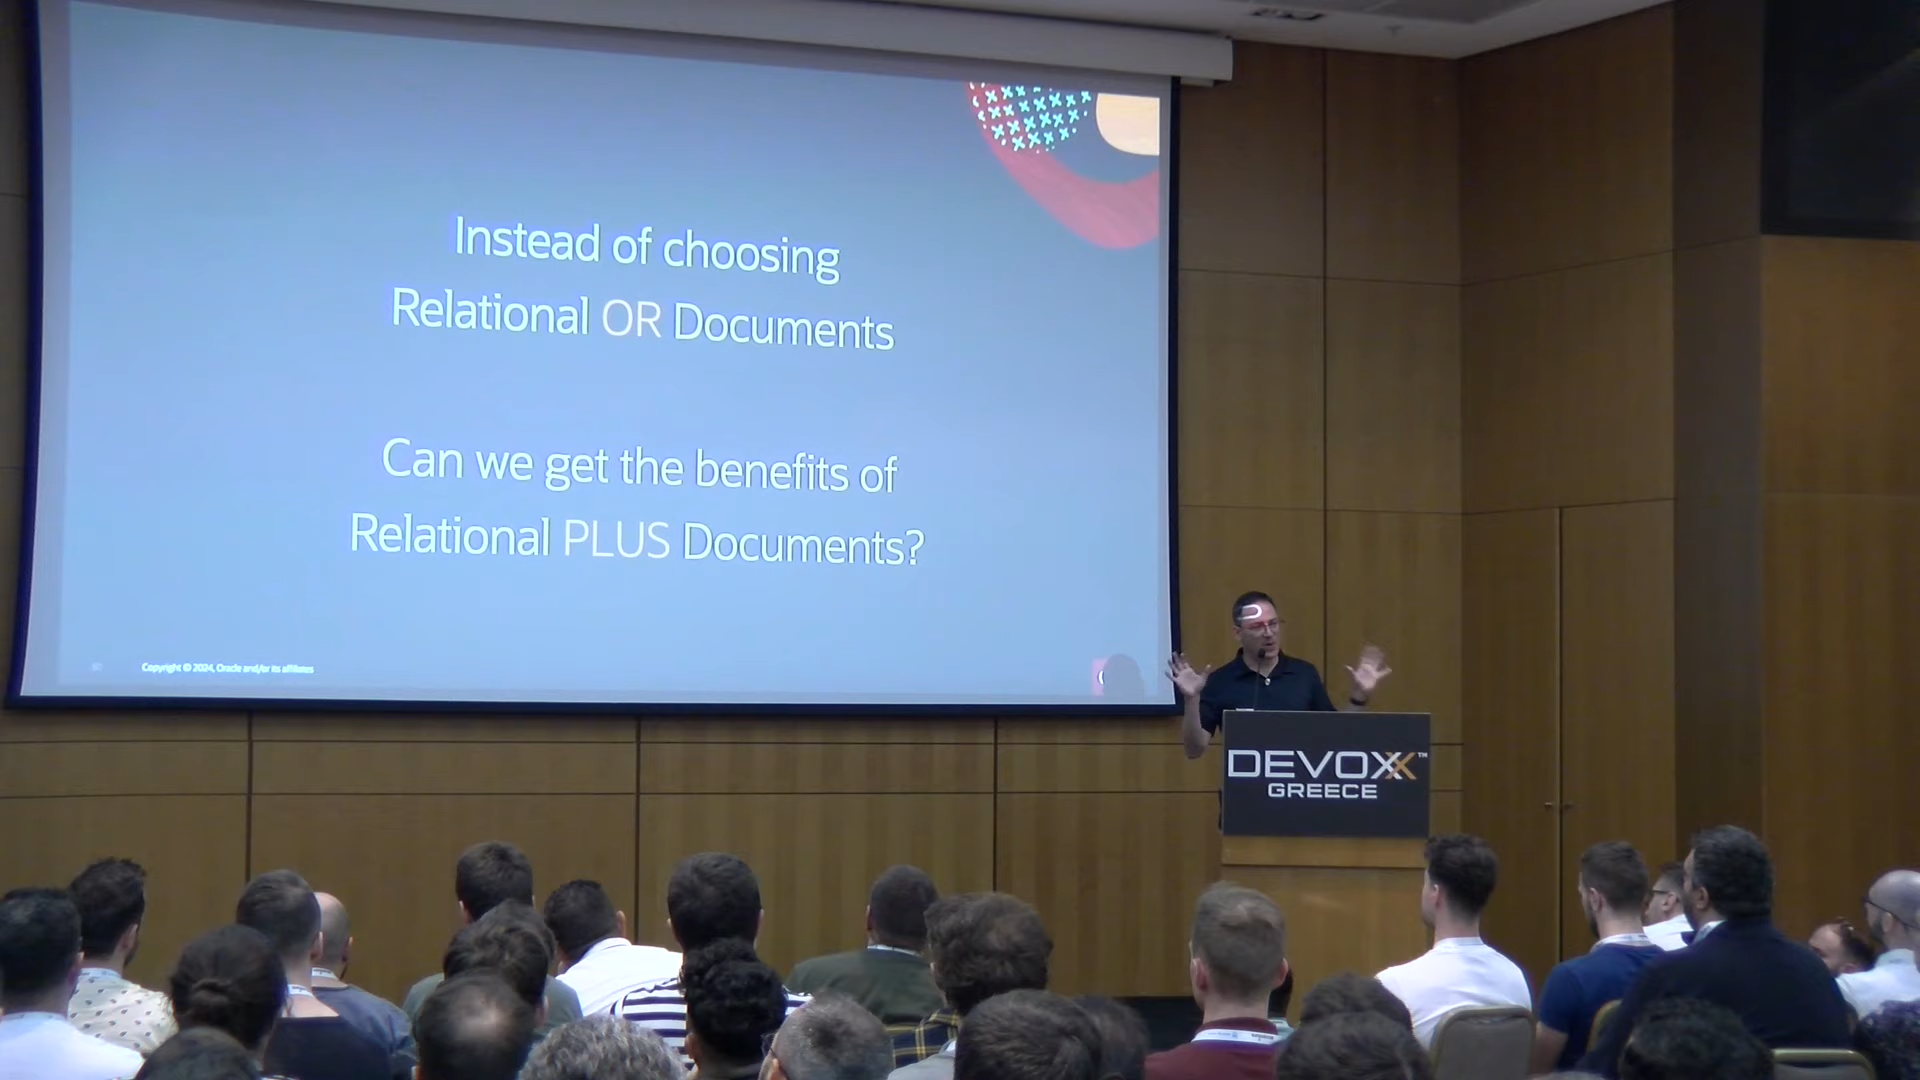 Instead of choosing
Relational OR Documents
Can we get the benefits of
Relational PLUS Documents?
Copyright © 2024, Oracle and/or its affiliates
DEVOXX™
GREECE